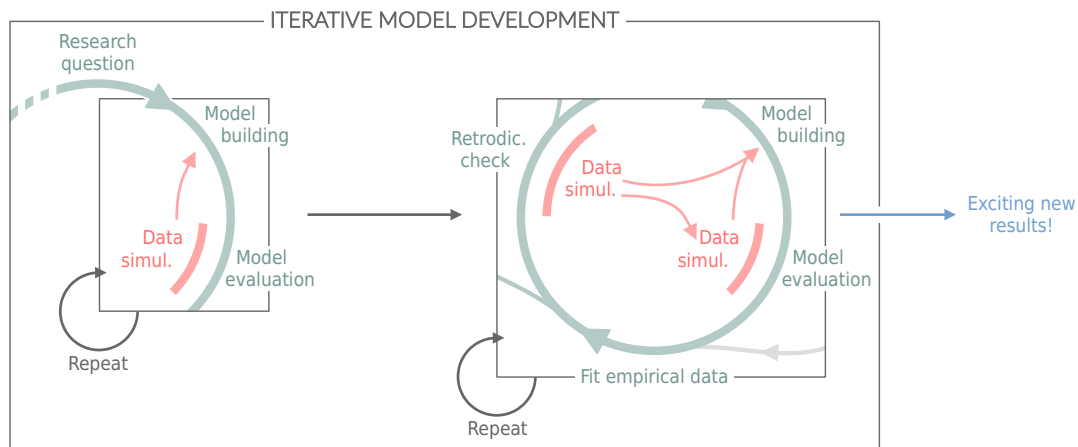 ITERATIVE MODEL DEVELOPMENT
Research
question
Model
building
Data
simul.
Model
evaluation
Repeat
Retrodic.
check
Data
simul.
Model
building
Data
simul.
Model
evaluation
Fit empirical data
Repeat
Exciting new
results!